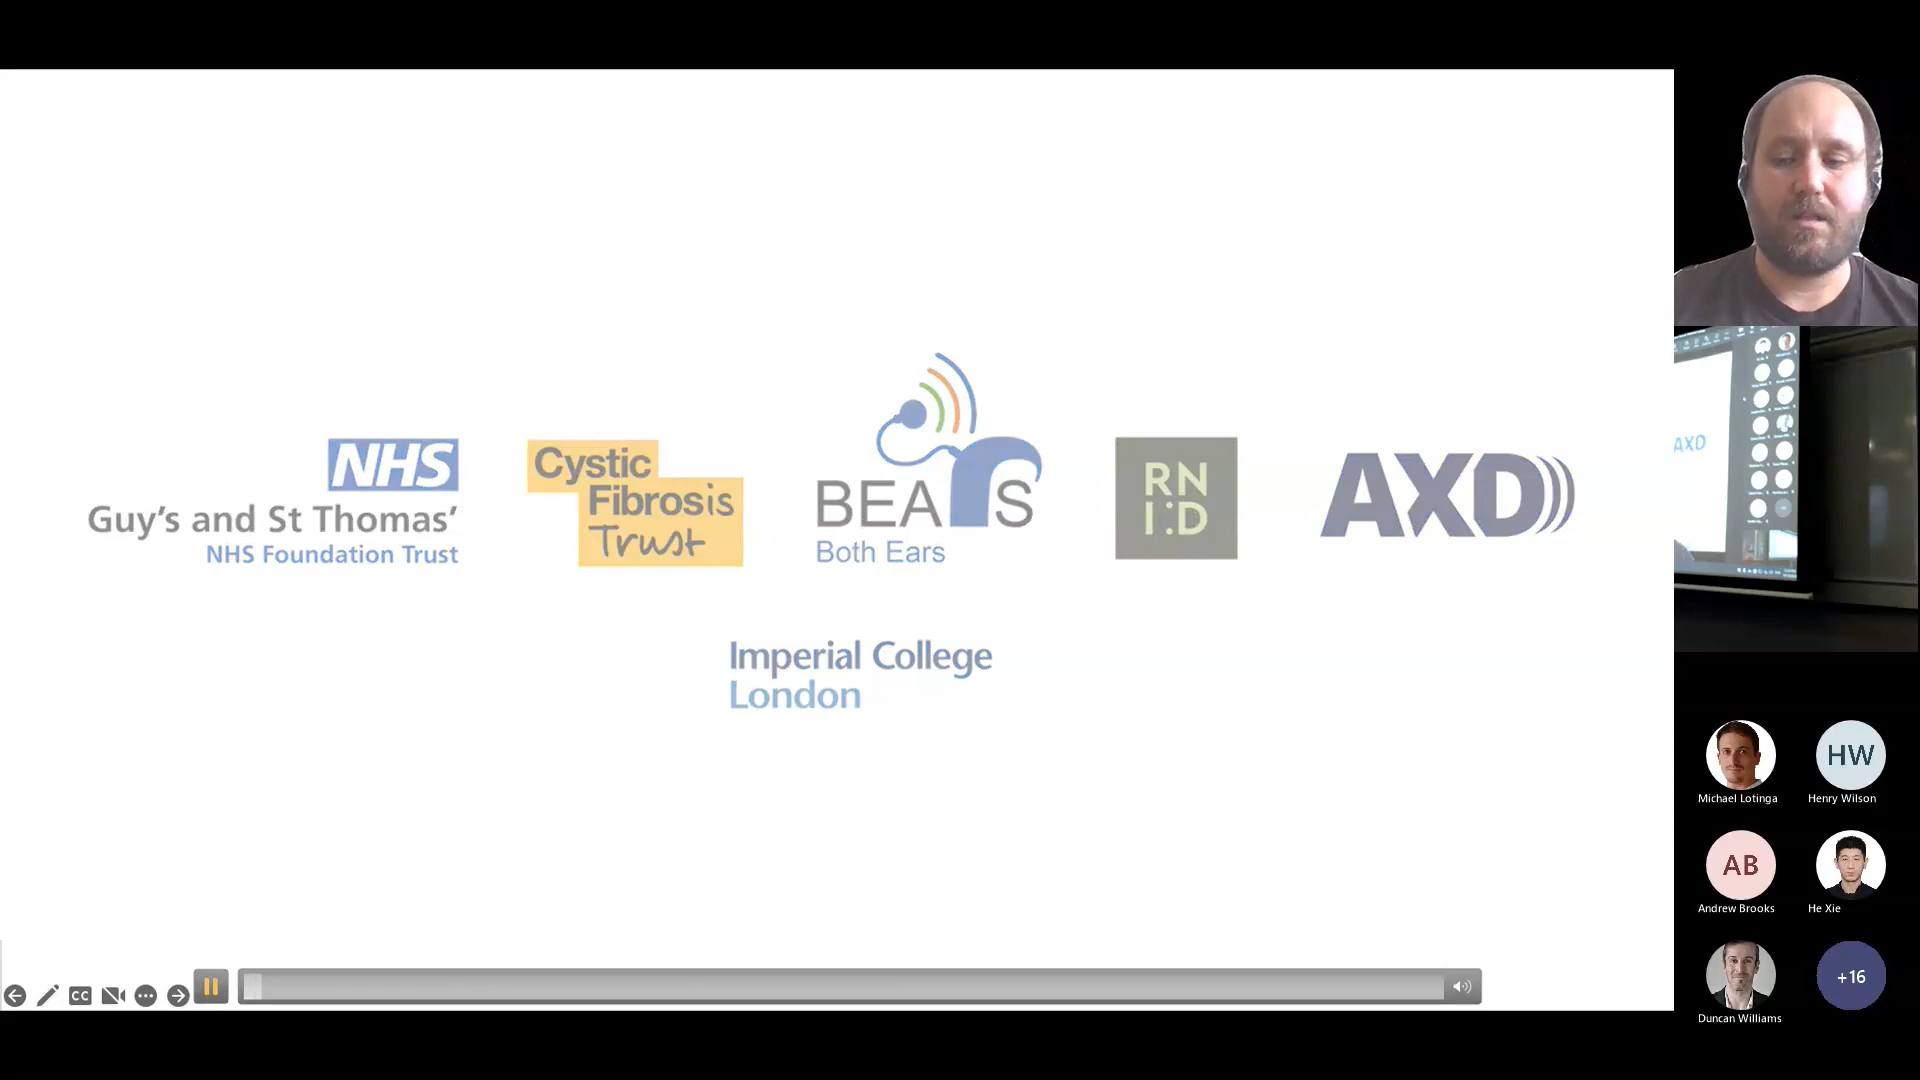 NHS
Guy's and St Thomas'
NHS Foundation Trust
Cystic
Fibrosis
Trust
BEArS
Both Ears
RN
I:D
AXD
Imperial College
London
AXD
CC
HW
Michael Lotinga
Henry Wilson
AB
Andrew Brooks
He Xie
Duncan Williams
+16